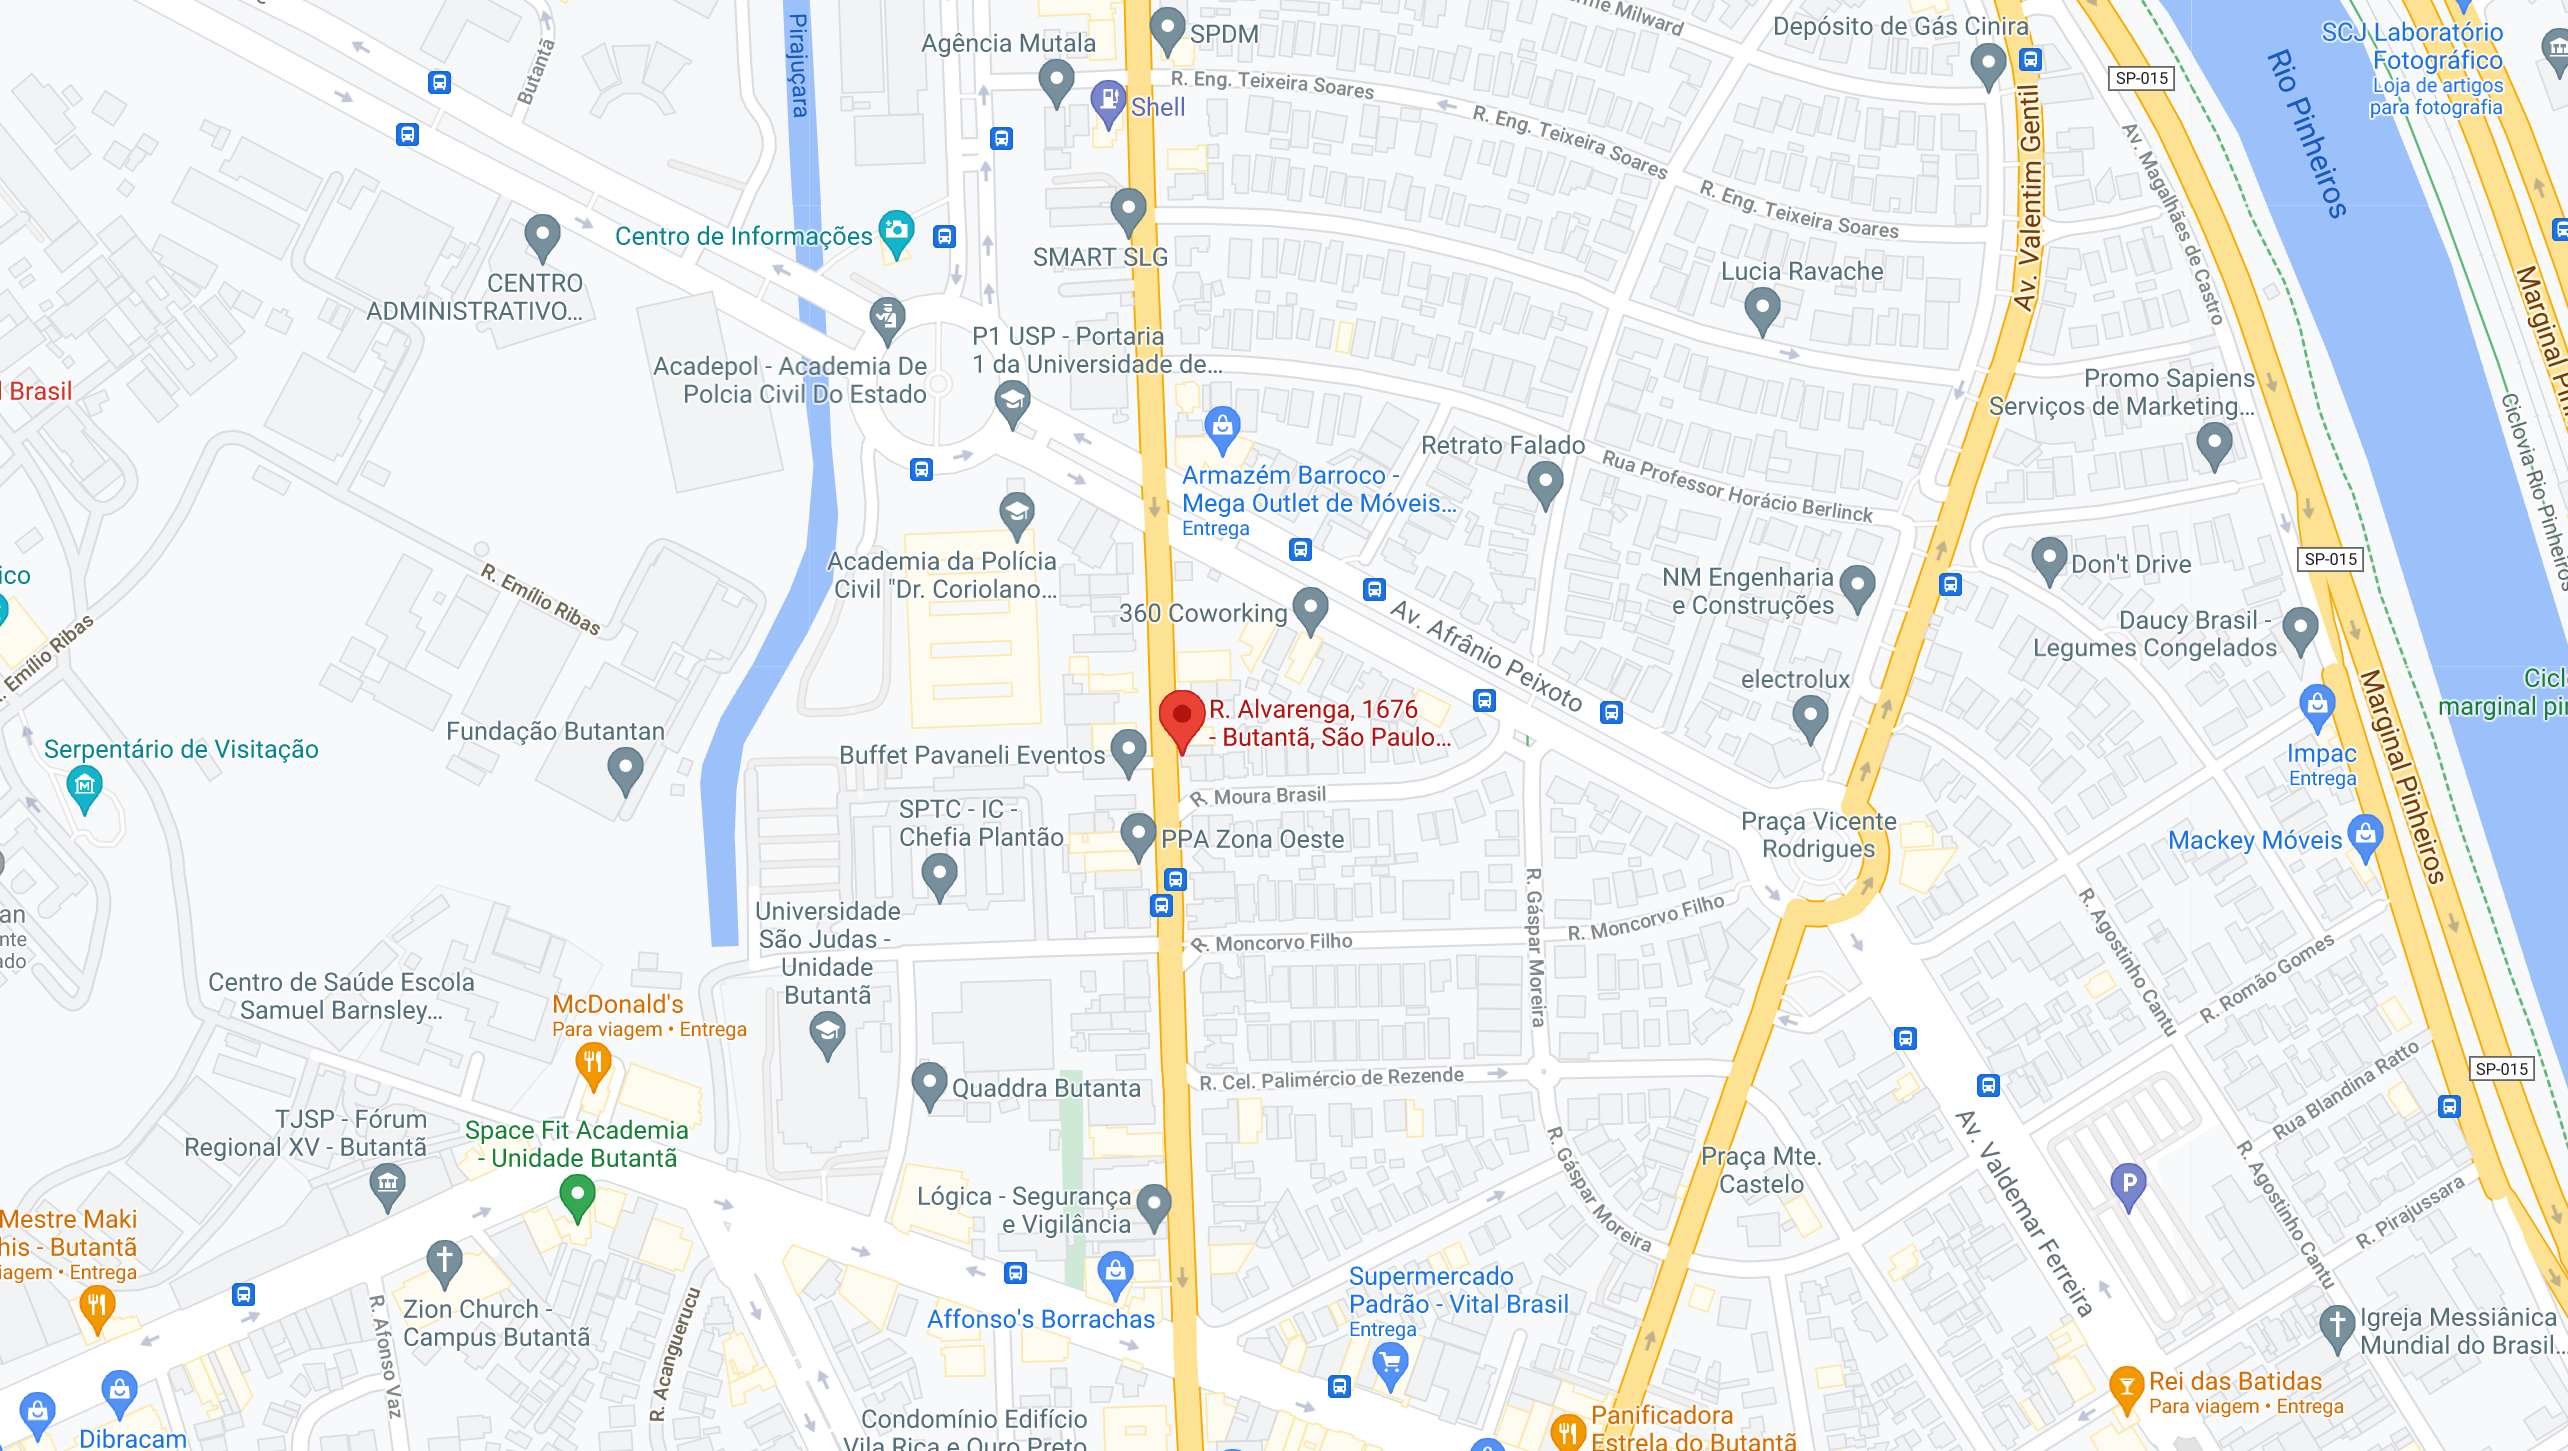 Butantã
Pirajuçara
Agência Mutala
SPDM
Shell
R. Eng. Teixeira Soares
R. Eng. Teixeira Soares
R. Eng. Teixeira Soares
Milward
Depósito de Gás Cinira
Av. Valentim Gentil
SP-015
Rio Pinheiros
SCJ Laboratório
Fotográfico
Loja de artigos
para fotografia
Av. Magalhães de Castro
Centro de Informações
SMART SLG
CENTRO
ADMINISTRATIVO...
Lucia Ravache
Marginal Pin
P1 USP - Portaria
1 da Universidade de...
Acadepol - Academia De
Polcia Civil Do Estado
l Brasil
Promo Sapiens
Serviços de Marketing...
Ciclovia-Rio-Pinheiros
Armazém Barroco -
Mega Outlet de Móveis...
Entrega
Retrato Falado
Rua Professor Horácio Berlinck
Academia da Polícia
Civil "Dr. Coriolano...
R. Emílio Ribas
ico
Emílio Ribas
360 Coworking
Av. Afrânio Peixoto
NM Engenharia
e Construções
Don't Drive
SP-015
Daucy Brasil -
Legumes Congelados
electrolux
Cicl
marginal pin
Marginal Pinheiros
R. Alvarenga, 1676
- Butantã, São Paulo...
Fundação Butantan
Serpentário de Visitação
Buffet Pavaneli Eventos
Impac
Entrega
R. Moura Brasil
SPTC - IC -
Chefia Plantão
PPA Zona Oeste
Praça Vicente
Rodrigues
Mackey Móveis
Universidade
São Judas -
Unidade
Butantã
R. Gáspar Moreira
R. Moncorvo Filho
R. Moncorvo Filho
R. Agostinho Cantu
R. Romão Gomes
an
nte
ado
Centro de Saúde Escola
Samuel Barnsley...
McDonald's
Para viagem • Entrega
Quaddra Butanta
R. Cel. Palimércio de Rezende
Rua Blandina Ratto
SP-015
TJSP - Fórum
Regional XV - Butantã
Space Fit Academia
- Unidade Butantã
R. Gáspar Moreira
Praça Mte.
Castelo
Av. Valdemar Ferreira
P
R. Agostinho Cantu
R. Pirajussara
Lógica - Segurança
e Vigilância
Mestre Maki
his - Butantã
iagem • Entrega
Zion Church -
Campus Butantã
R. Afonso Vaz
R. Acanguerucu
Affonso's Borrachas
Supermercado
Padrão - Vital Brasil
Entrega
Igreja Messiânica
Mundial do Brasil...
Rei das Batidas
Para viagem • Entrega
Dibracam
Condomínio Edifício
Vila Rica e Ouro Preto
Panificadora
Estrela do Butantã